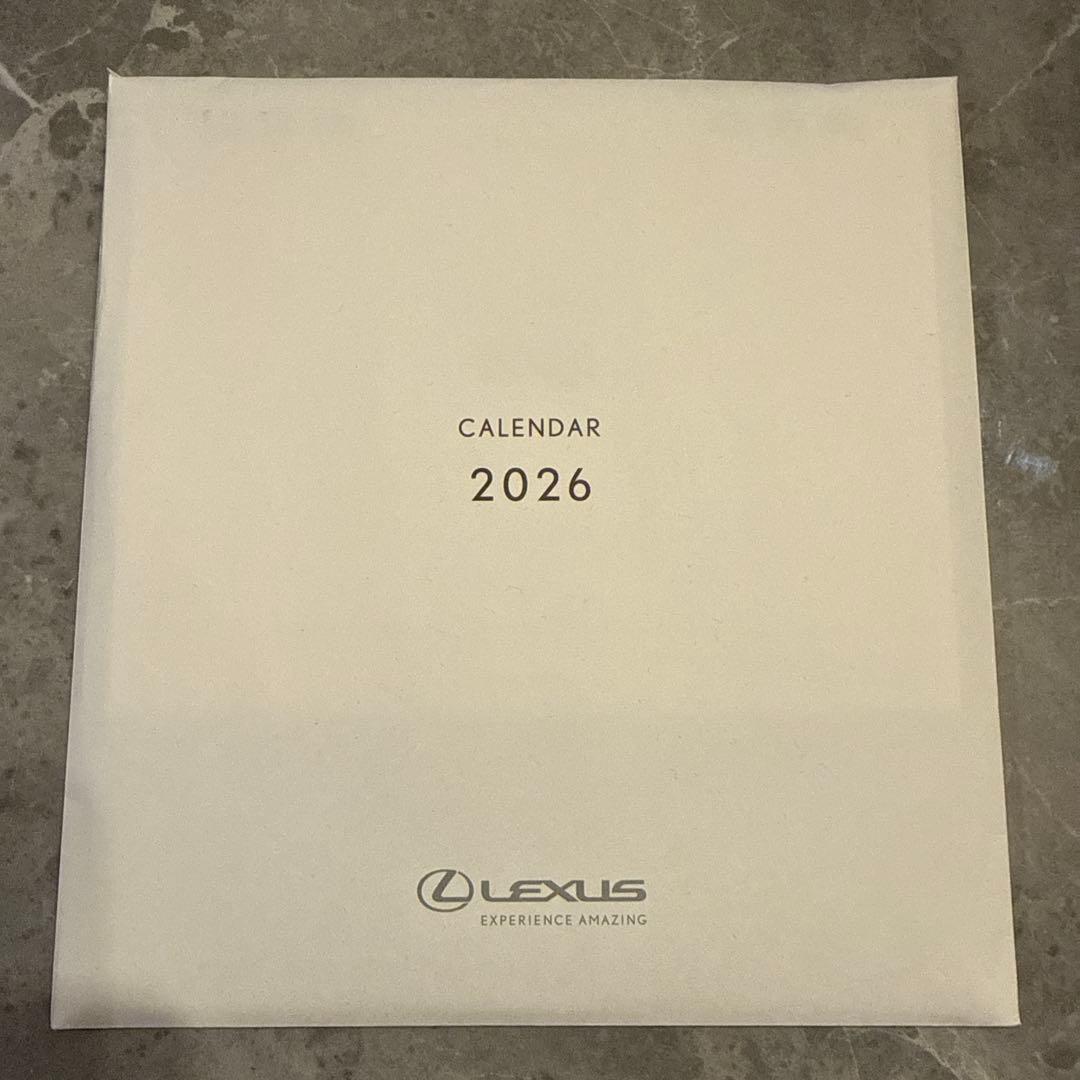 CALENDAR
2026
LEXUS
EXPERIENCE AMAZING